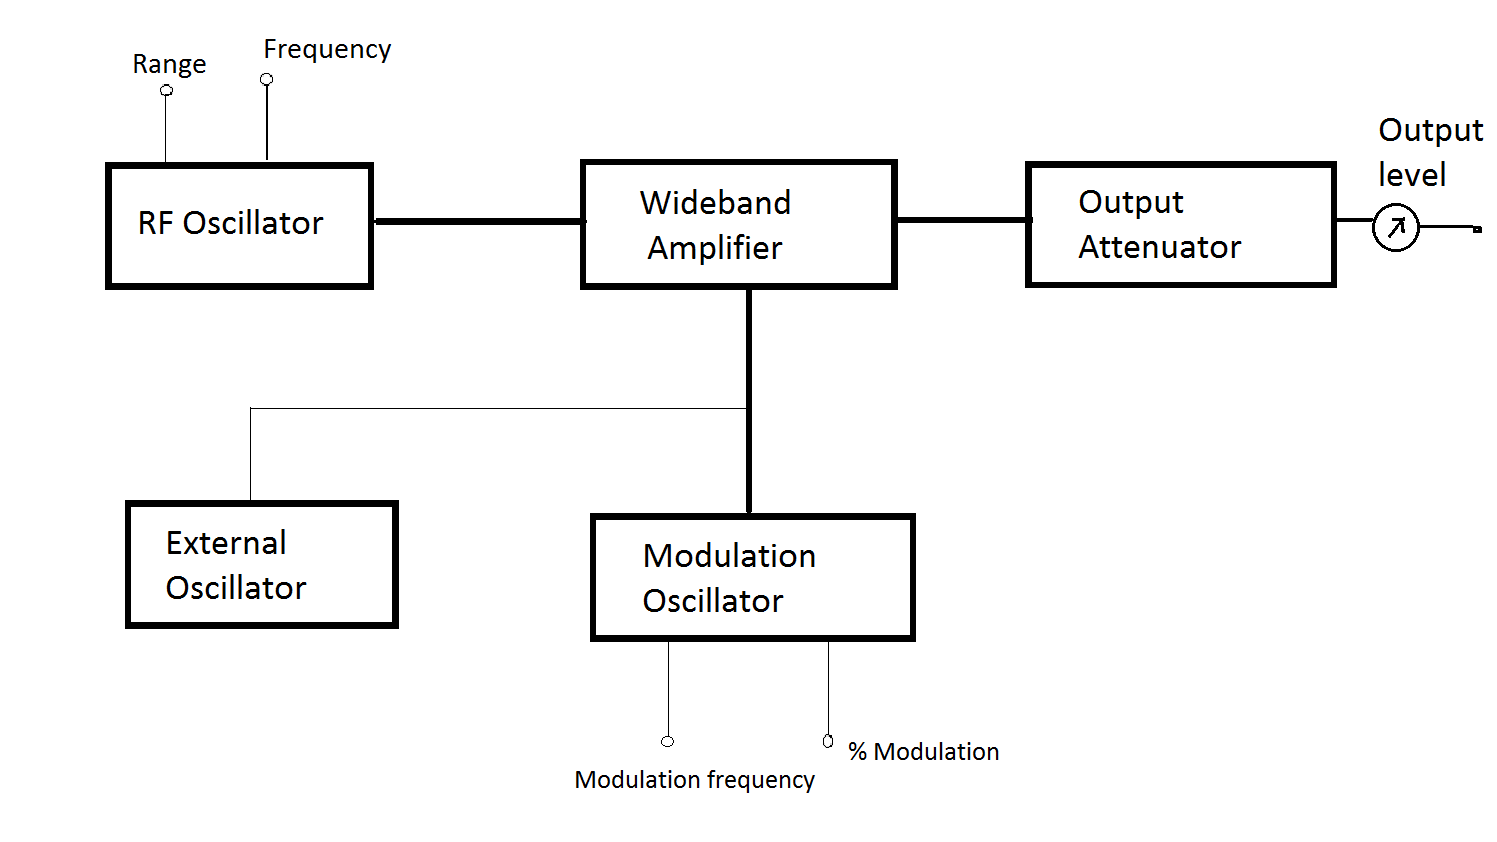 Range
Frequency
RF Oscillator
Wideband
Amplifier
Output
Attenuator
Output
level
External
Oscillator
Modulation
Oscillator
Modulation frequency
% Modulation